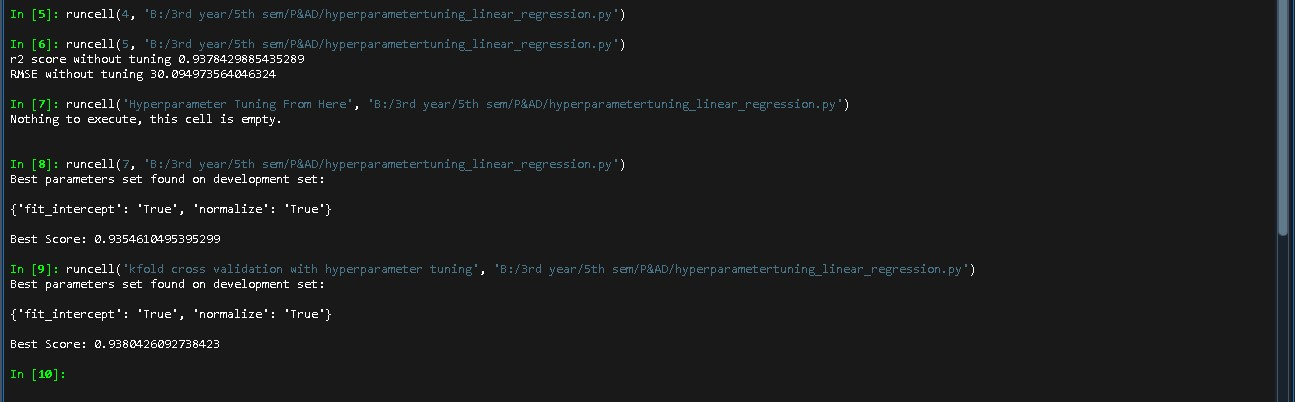 In [5]: runcell(4, 'B:/3rd year/5th sem/P&AD/hyperparametertuning_linear_regression.py')
In [6]: runcell(5, 'B:/3rd year/5th sem/P&AD/hyperparametertuning_linear_regression.py')
r2 score without tuning 0.9378429885435289
RMSE without tuning 30.094973564046324
In [7]: runcell('Hyperparameter Tuning From Here', 'B:/3rd year/5th sem/P&AD/hyperparametertuning_linear_regression.py')
Nothing to execute, this cell is empty.
In [8]: runcell(7, 'B:/3rd year/5th sem/P&AD/hyperparametertuning_linear_regression.py')
Best parameters set found on development set:
{'fit_intercept': 'True', 'normalize': 'True'}
Best Score: 0.9354610495395299
In [9]: runcell('kfold cross validation with hyperparameter tuning', 'B:/3rd year/5th sem/P&AD/hyperparametertuning_linear_regression.py')
Best parameters set found on development set:
{'fit_intercept': 'True', 'normalize': 'True'}
Best Score: 0.9380426092738423
In [10]: